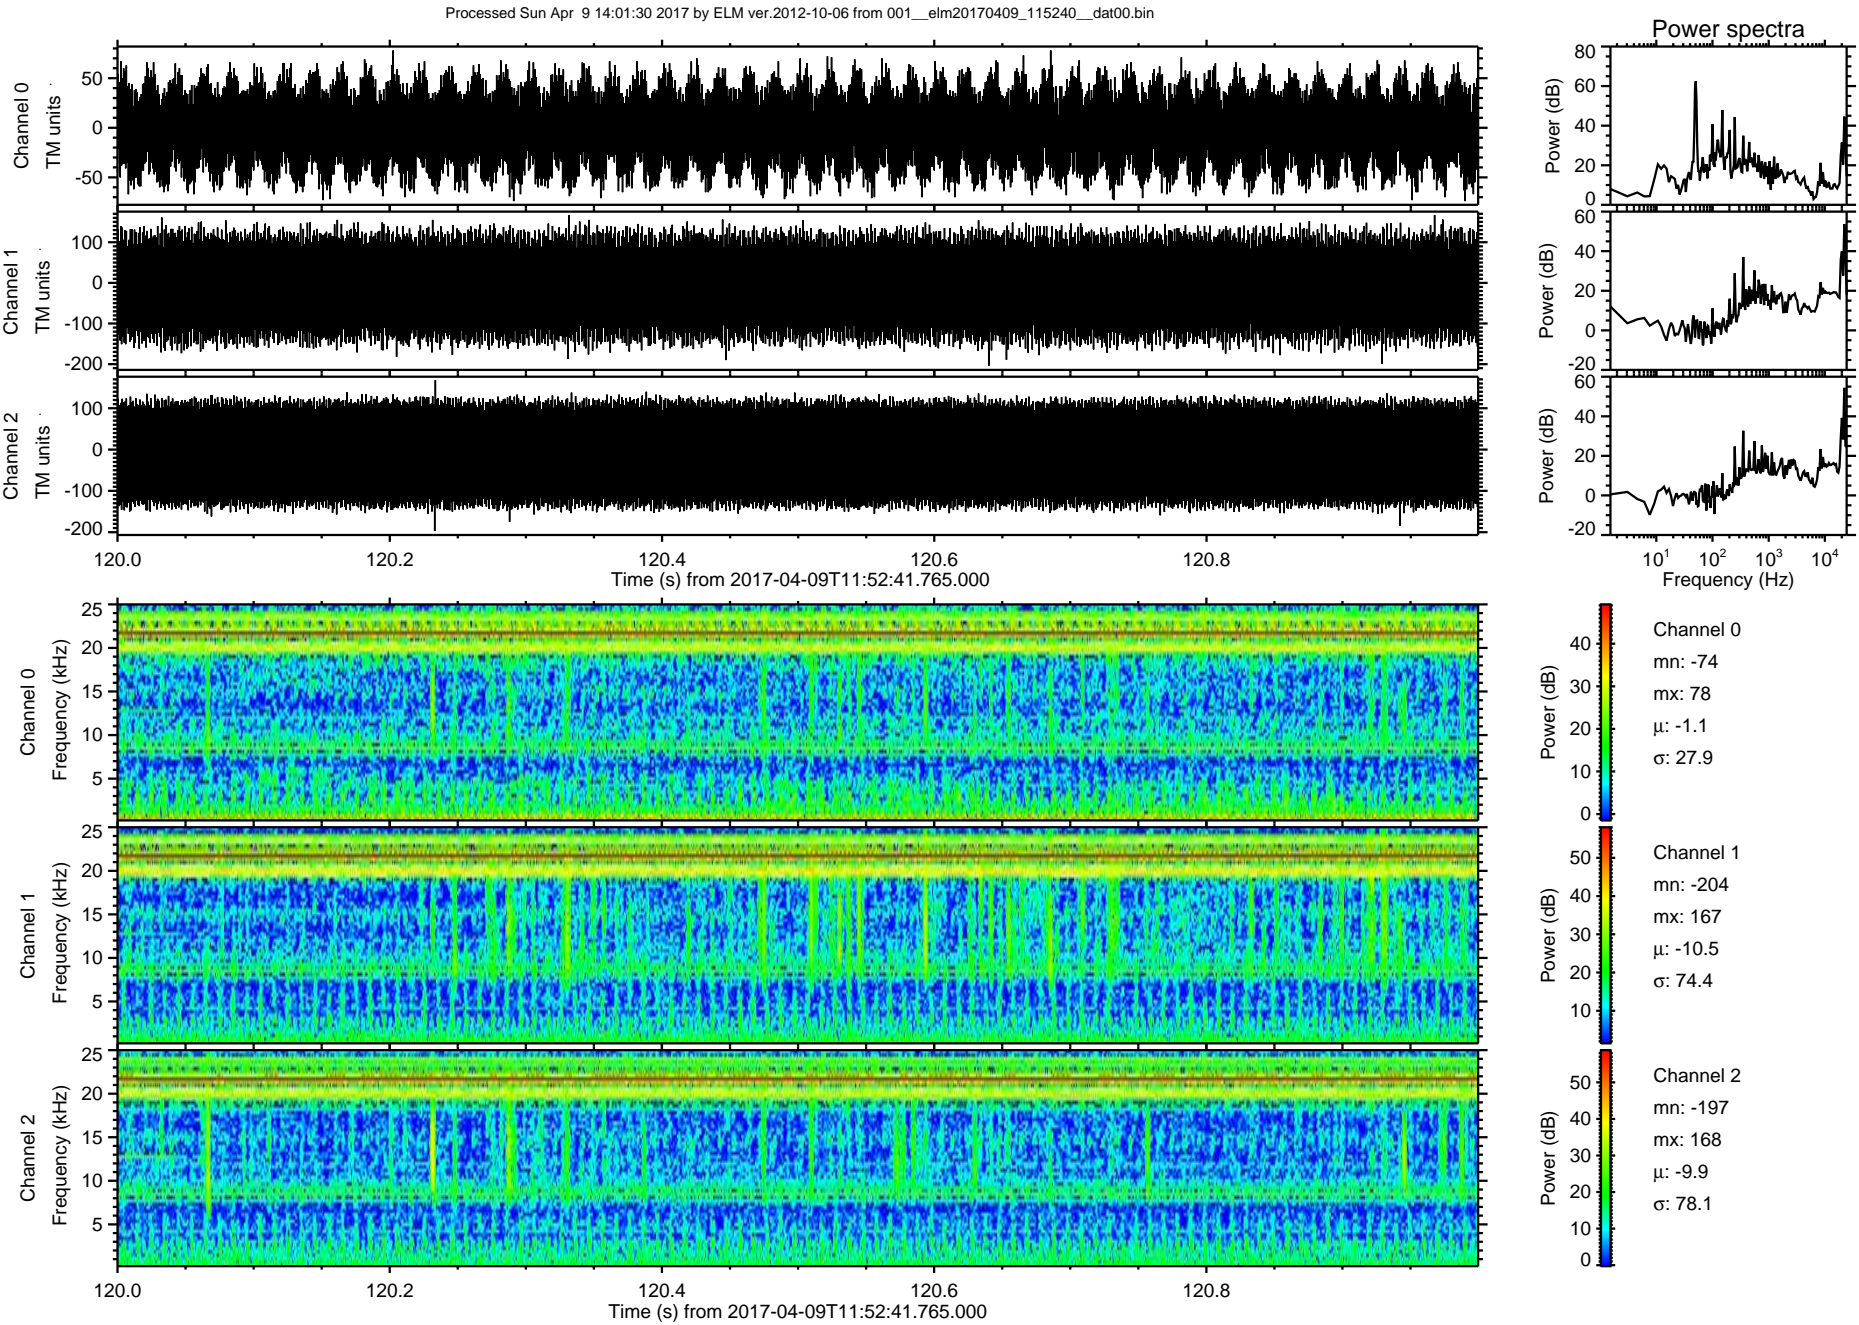 Processed Sun Apr  9 14:01:30 2017 by ELM ver.2012-10-06 from 001__elm20170409_115240__dat00.bin
Power spectra
Channel 0
TM units
50
0
-50
Power (dB)
80
60
40
20
0
Channel 1
TM units
100
0
-100
-200
Power (dB)
60
40
20
0
-20
Channel 2
TM units
100
0
-100
-200
Power (dB)
60
40
20
0
-20
120.0 120.2 120.4 120.6 120.8
Time (s) from 2017-04-09T11:52:41.765.000
10¹ 10² 10³ 10⁴
Frequency (Hz)
Channel 0
Frequency (kHz)
25
20
15
10
5
Power (dB)
40
30
20
10
0
Channel 0
mn: -74
mx: 78
μ: -1.1
σ: 27.9
Channel 1
Frequency (kHz)
25
20
15
10
5
Power (dB)
50
40
30
20
10
Channel 1
mn: -204
mx: 167
μ: -10.5
σ: 74.4
Channel 2
Frequency (kHz)
25
20
15
10
5
Power (dB)
50
40
30
20
10
0
Channel 2
mn: -197
mx: 168
μ: -9.9
σ: 78.1
120.0 120.2 120.4 120.6 120.8
Time (s) from 2017-04-09T11:52:41.765.000